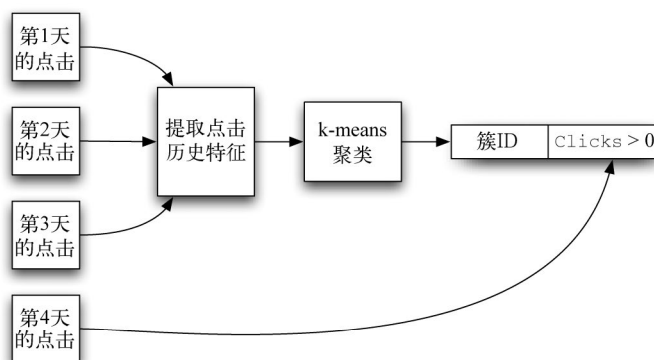 第1天
的点击
第2天
的点击
第3天
的点击
第4天
的点击
提取点击
历史特征
k-means
聚类
簇ID
Clicks > 0